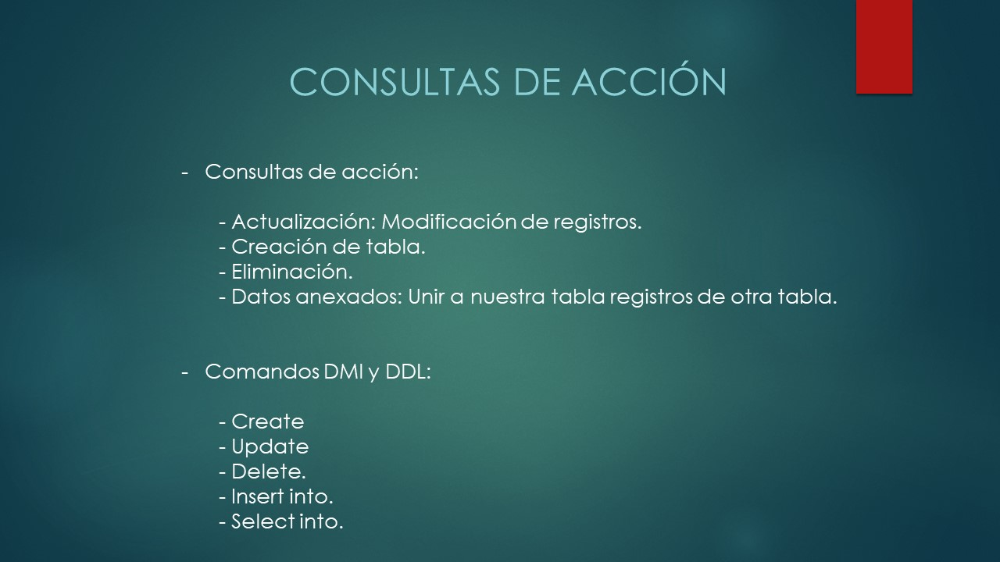 CONSULTAS DE ACCIÓN
- Consultas de acción:
- Actualización: Modificación de registros.
- Creación de tabla.
- Eliminación.
- Datos anexados: Unir a nuestra tabla registros de otra tabla.
- Comandos DMl y DDL:
- Create
- Update
- Delete.
- Insert into.
- Select into.